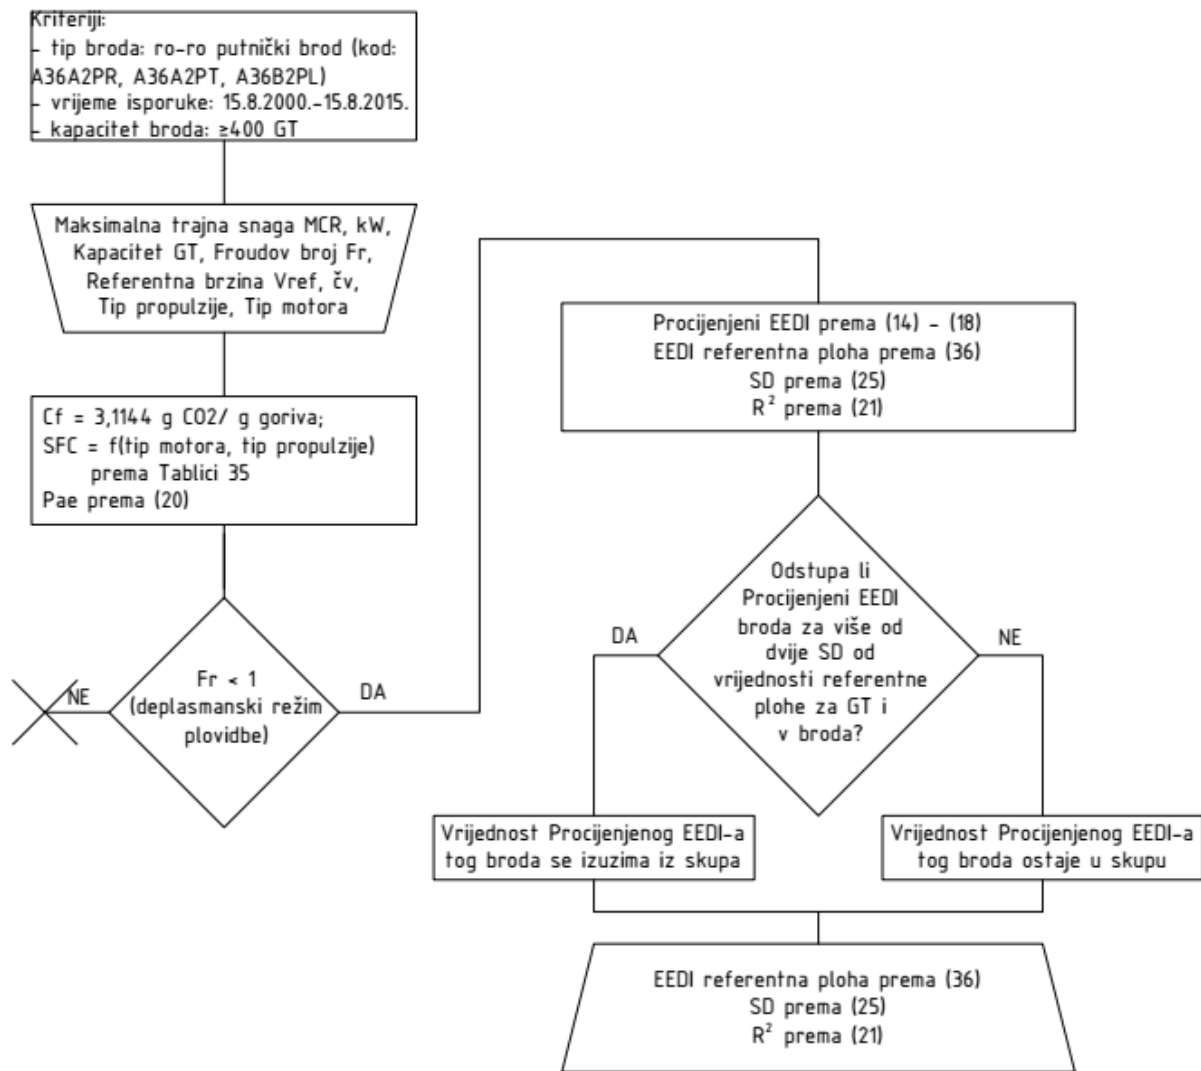 Kriteriji:
- tip broda: ro-ro putnički brod (kod:
A36A2PR, A36A2PT, A36B2PL)
- vrijeme isporuke: 15.8.2000.-15.8.2015.
- kapacitet broda: ≥400 GT
Maksimalna trajna snaga MCR, kW,
Kapacitet GT, Froudov broj Fr,
Referentna brzina Vref, čv,
Tip propulzije, Tip motora
Cf = 3,1144 g CO2/ g goriva;
SFC = f(tip motora, tip propulzije)
prema Tablici 35
Pae prema (20)
Fr < 1
(deplasmanski režim
plovidbe)
NE
DA
Procijenjeni EEDI prema (14) - (18)
EEDI referentna ploha prema (36)
SD prema (25)
R² prema (21)
Odstupa li
Procijenjeni EEDI
broda za više od
dvije SD od
vrijednosti referentne
plohe za GT i
v broda?
DA
NE
Vrijednost Procijenjenog EEDI-a
tog broda se izuzima iz skupa
Vrijednost Procijenjenog EEDI-a
tog broda ostaje u skupu
EEDI referentna ploha prema (36)
SD prema (25)
R² prema (21)